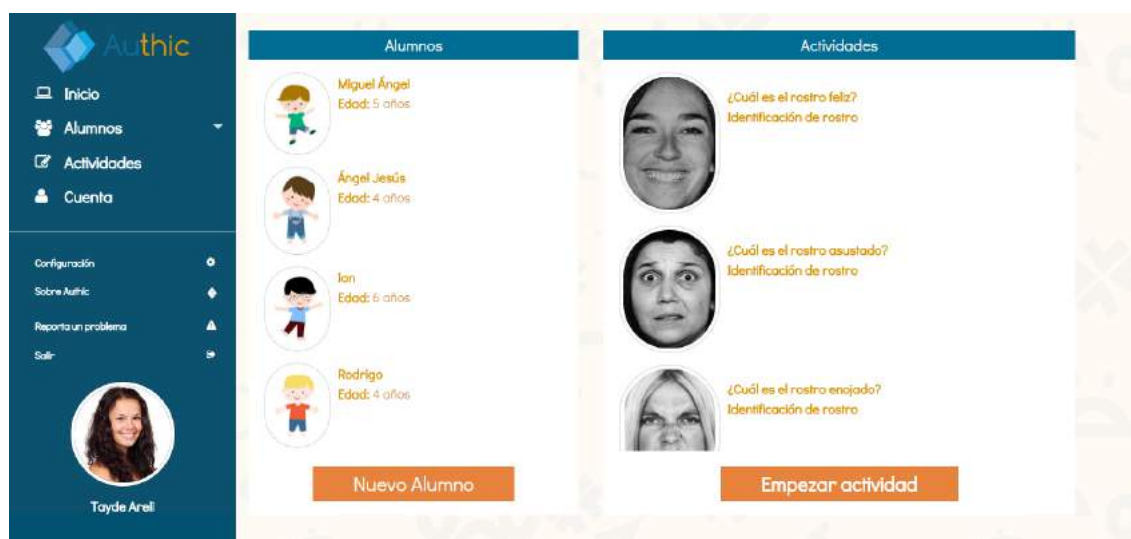 Authic
Inicio
Alumnos
Actividades
Cuenta
Configuración
Sobre Authic
Reporta un problema
Salir
Tayde Areli
Alumnos
Miguel Ángel
Edad: 5 años
Ángel Jesús
Edad: 4 años
Ian
Edad: 6 años
Rodrigo
Edad: 4 años
Nuevo Alumno
Actividades
¿Cuál es el rostro feliz?
Identificación de rostro
¿Cuál es el rostro asustado?
Identificación de rostro
¿Cuál es el rostro enojado?
Identificación de rostro
Empezar actividad